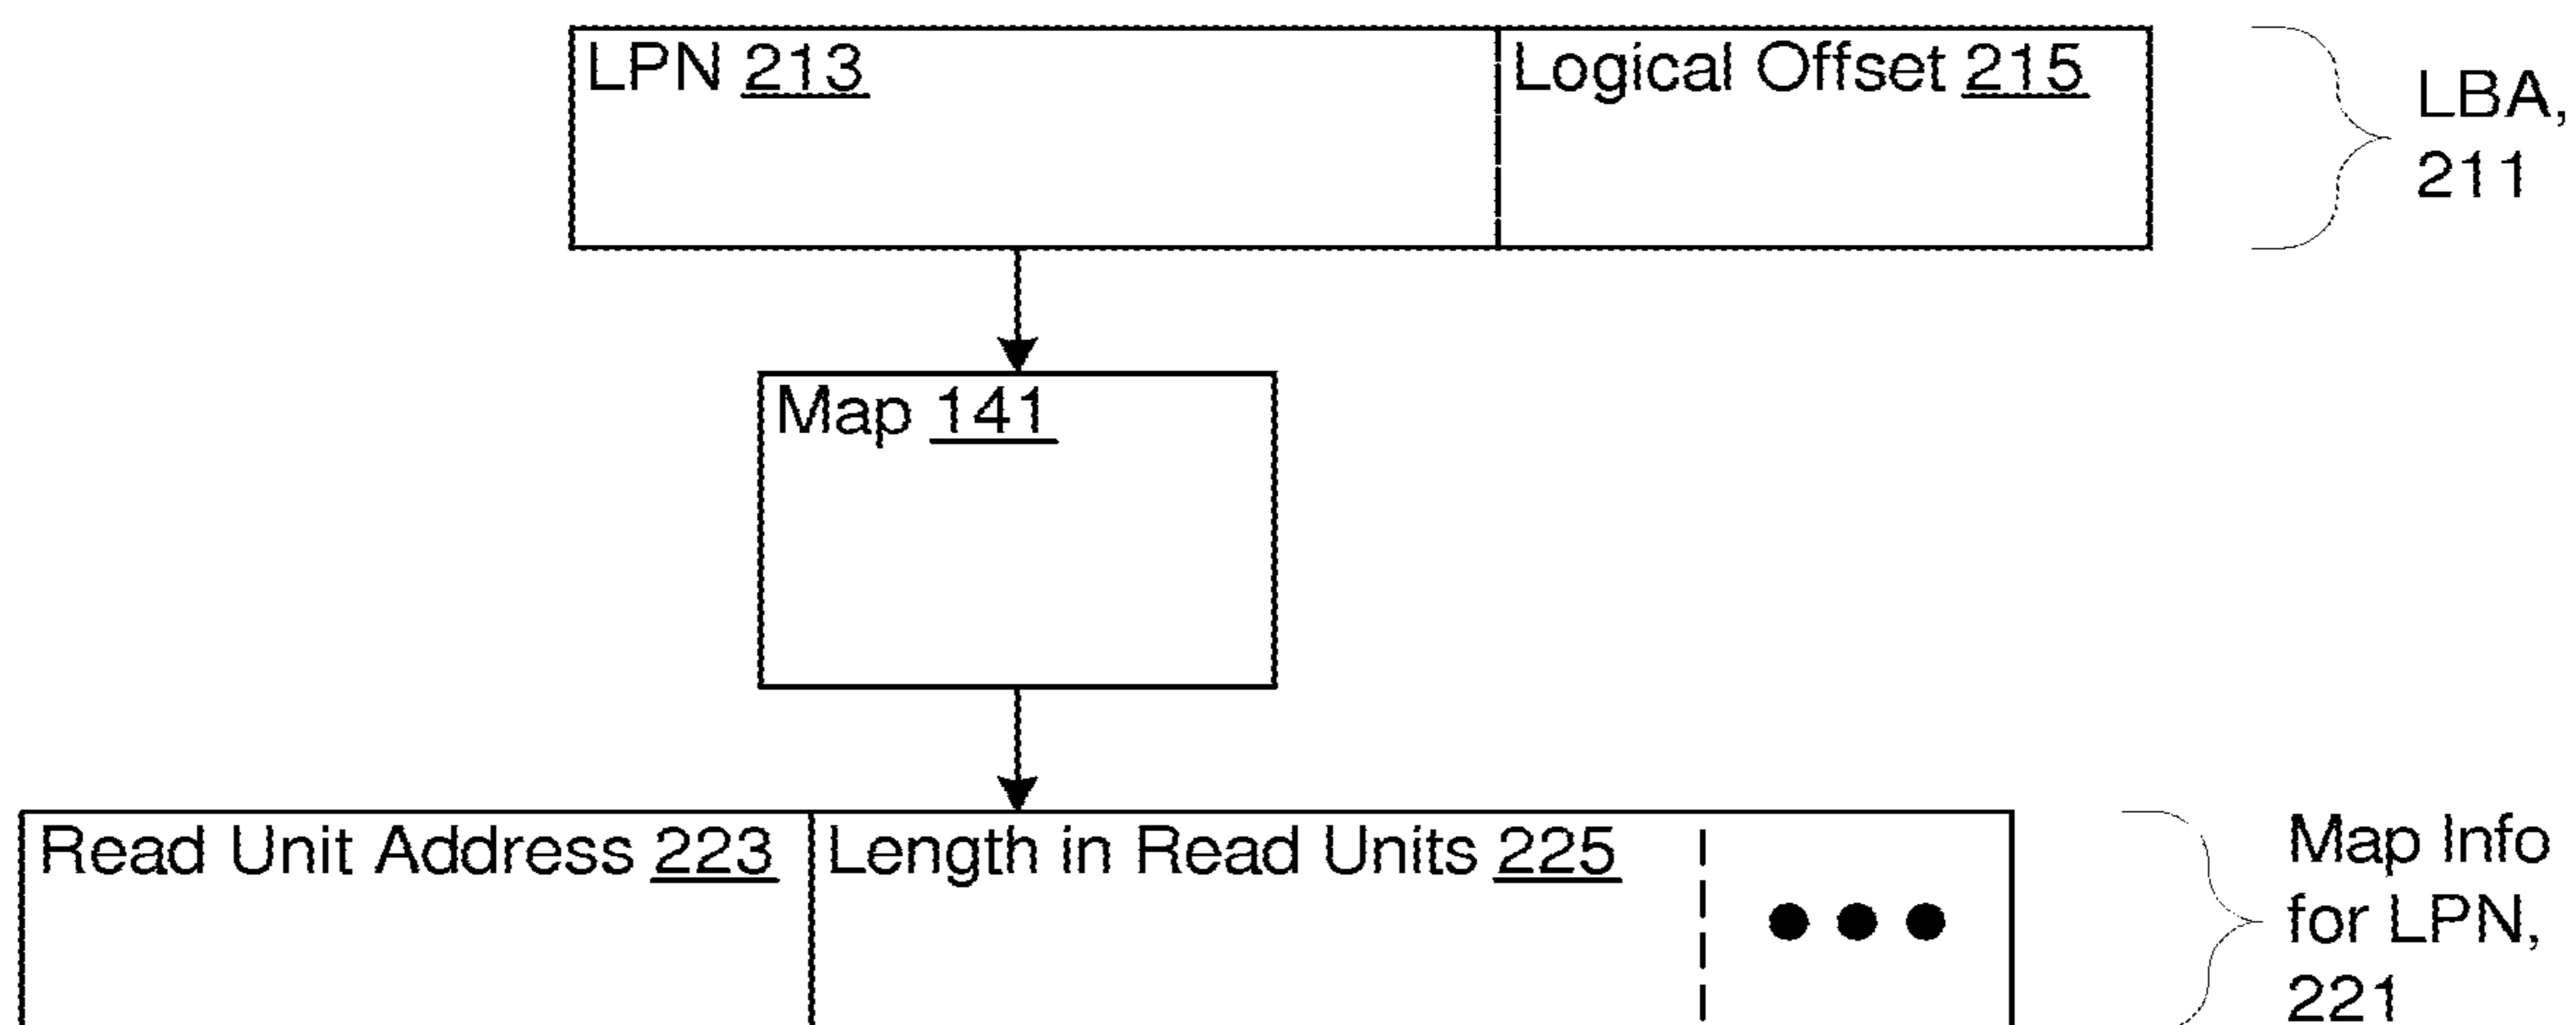 LPN 213
Logical Offset 215
LBA,
211
Map 141
Read Unit Address 223
Length in Read Units 225
Map Info
for LPN,
221